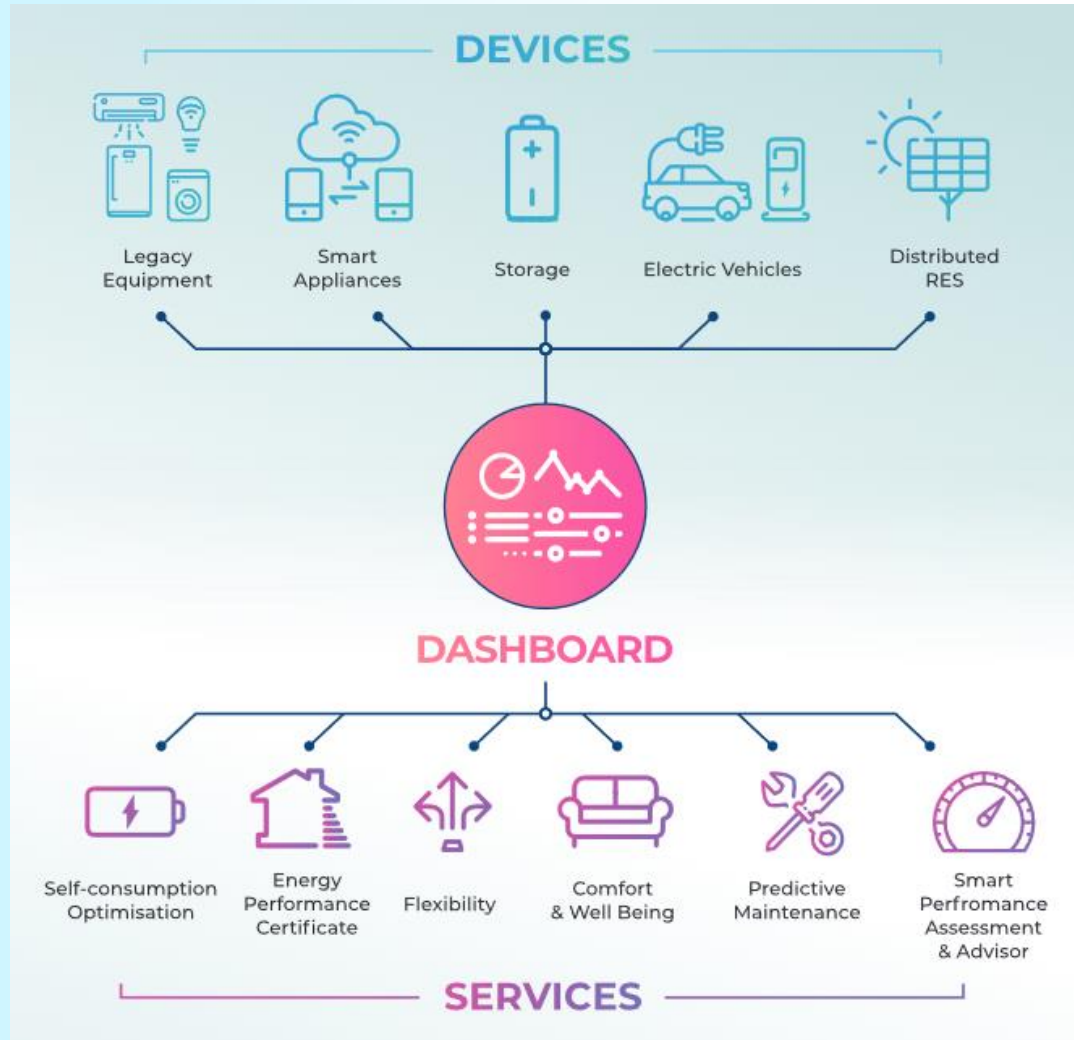 DEVICES
Legacy
Equipment
Smart
Appliances
Storage
Electric Vehicles
Distributed
RES
DASHBOARD
Self-consumption
Optimisation
Energy
Performance
Certificate
Flexibility
Comfort
& Well Being
Predictive
Maintenance
Smart
Perfromance
Assessment
& Advisor
SERVICES